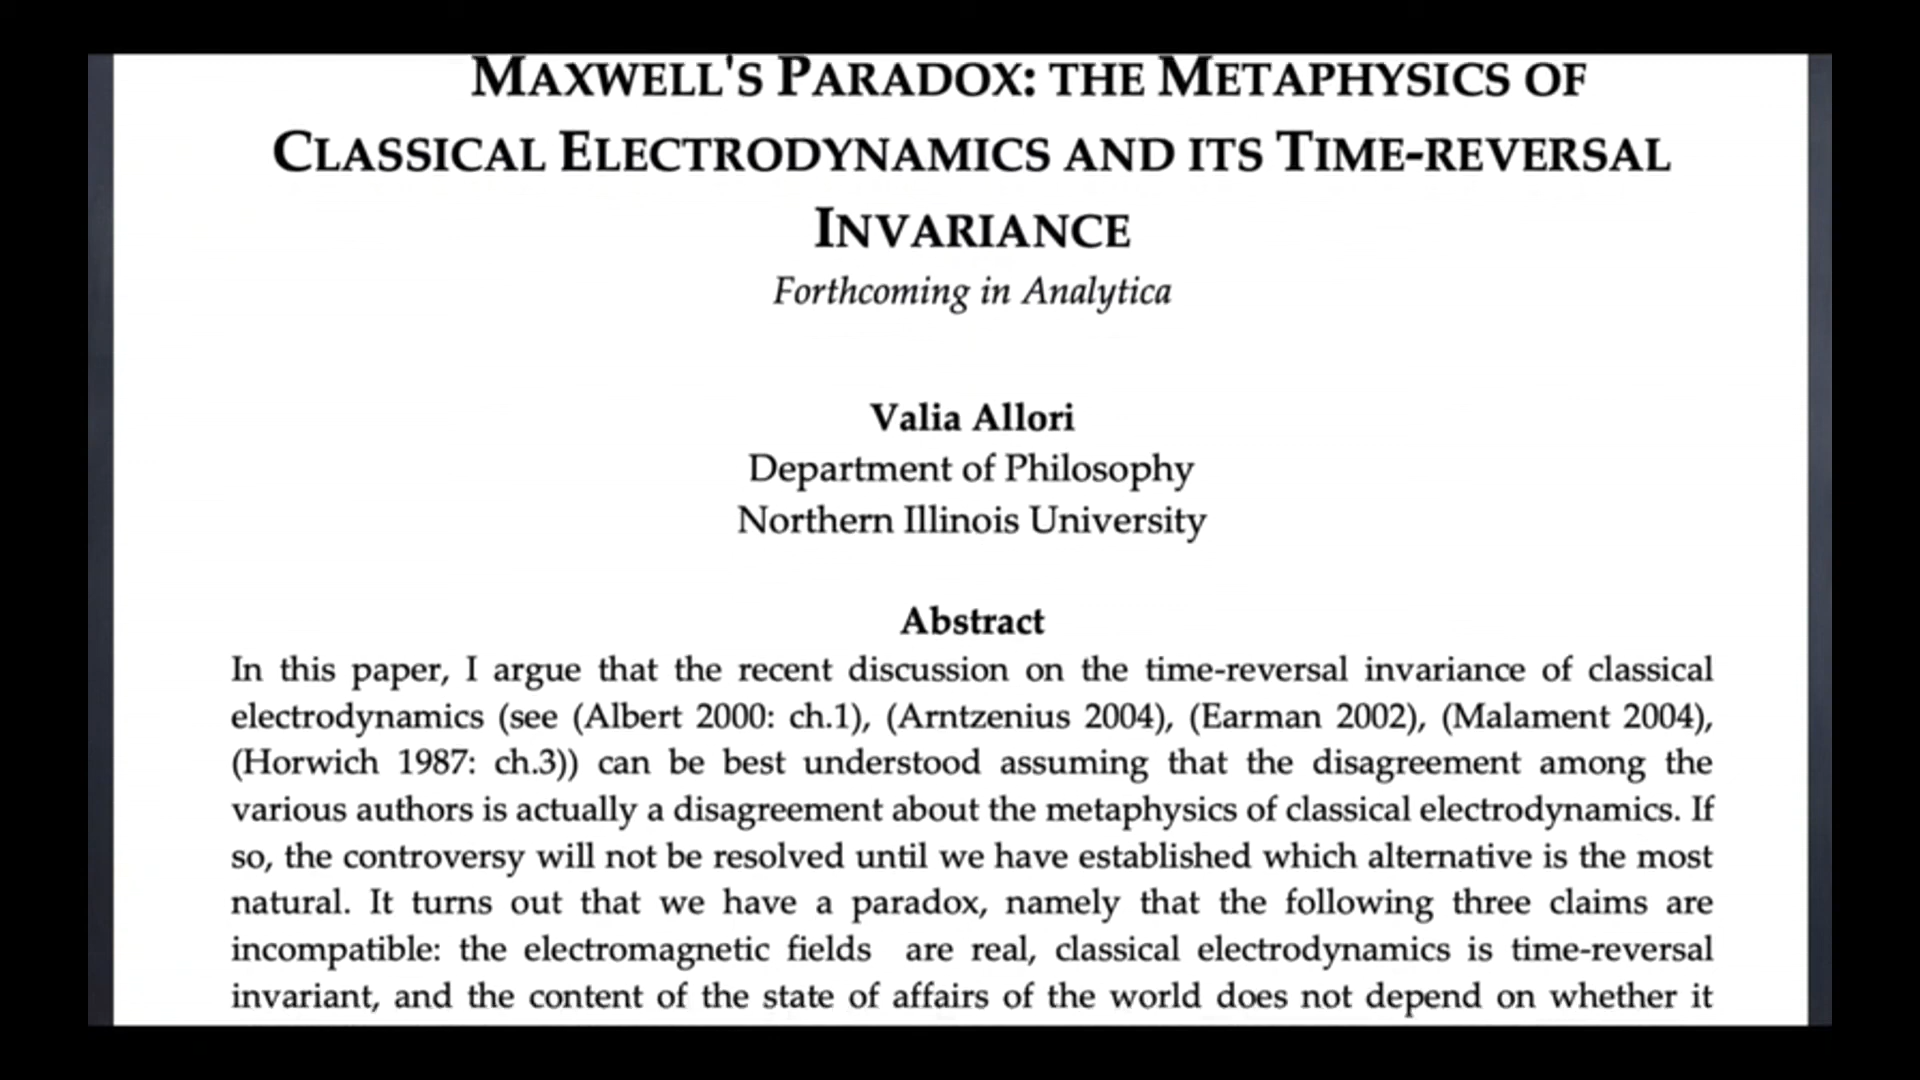 MAXWELL'S PARADOX: THE METAPHYSICS OF
CLASSICAL ELECTRODYNAMICS AND ITS TIME-REVERSAL
INVARIANCE
Forthcoming in Analytica
Valia Allori
Department of Philosophy
Northern Illinois University
Abstract
In this paper, I argue that the recent discussion on the time-reversal invariance of classical
electrodynamics (see (Albert 2000: ch.1), (Arntzenius 2004), (Earman 2002), (Malament 2004),
(Horwich 1987: ch.3)) can be best understood assuming that the disagreement among the
various authors is actually a disagreement about the metaphysics of classical electrodynamics. If
so, the controversy will not be resolved until we have established which alternative is the most
natural. It turns out that we have a paradox, namely that the following three claims are
incompatible: the electromagnetic fields are real, classical electrodynamics is time-reversal
invariant, and the content of the state of affairs of the world does not depend on whether it